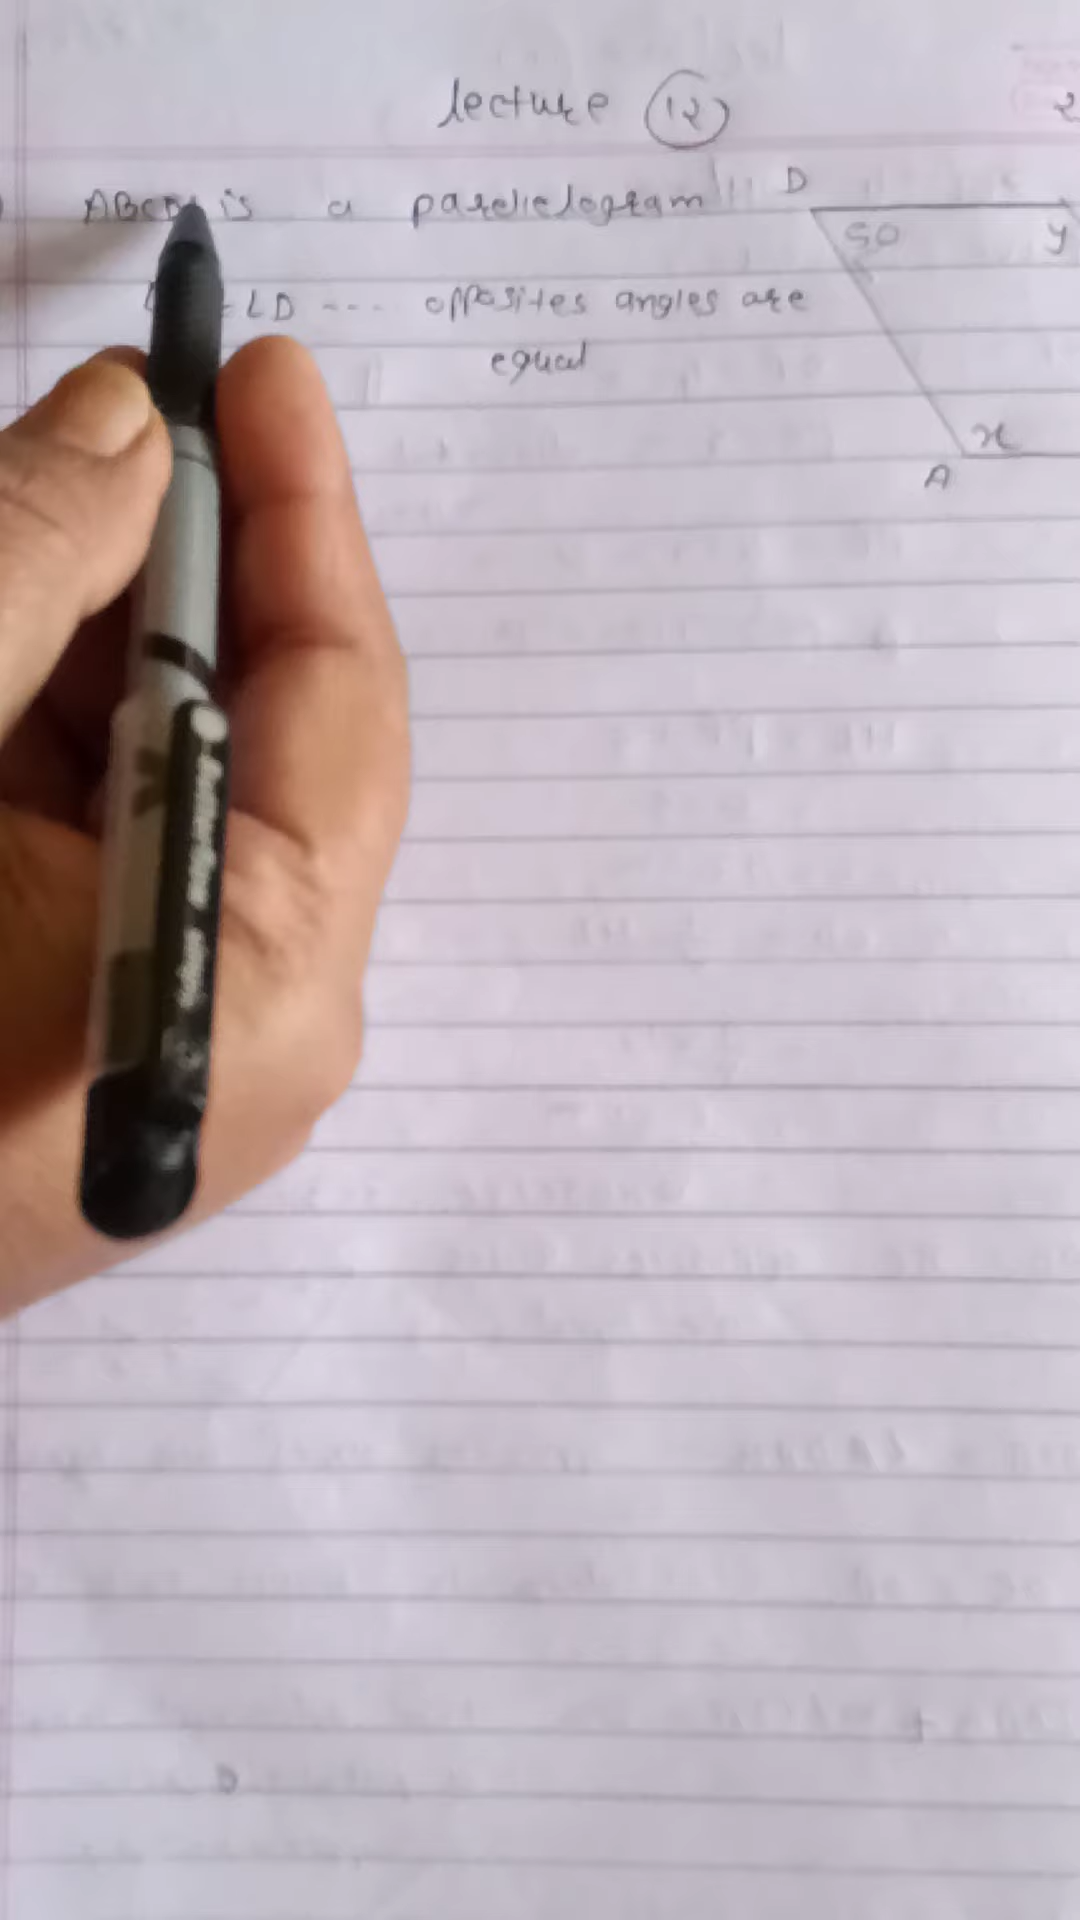 lecture 12
ABCD is a parallelogram
= ∠D --- opposites angles are
equal
D
50
y
x
A